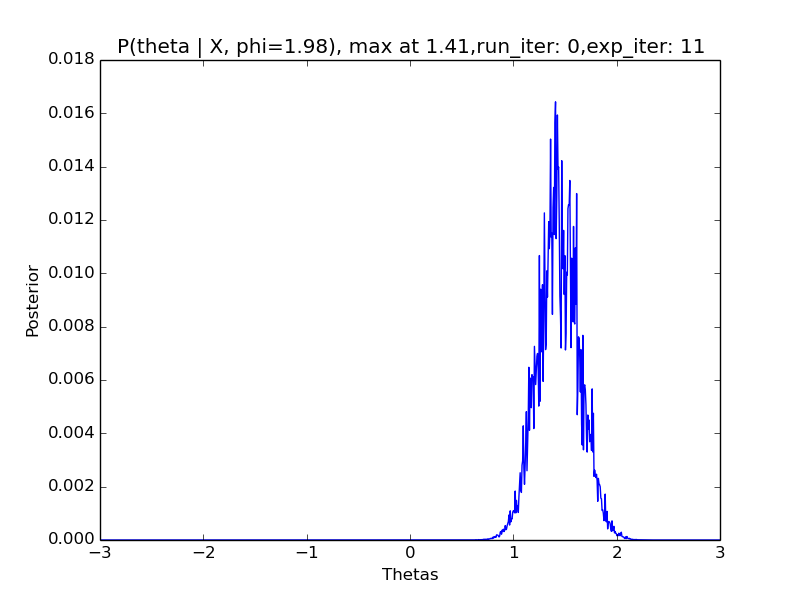 P(theta | X, phi=1.98), max at 1.41,run_iter: 0,exp_iter: 11
0.018
0.016
0.014
0.012
0.010
0.008
0.006
0.004
0.002
0.000
Posterior
−3 −2 −1 0 1 2 3
Thetas